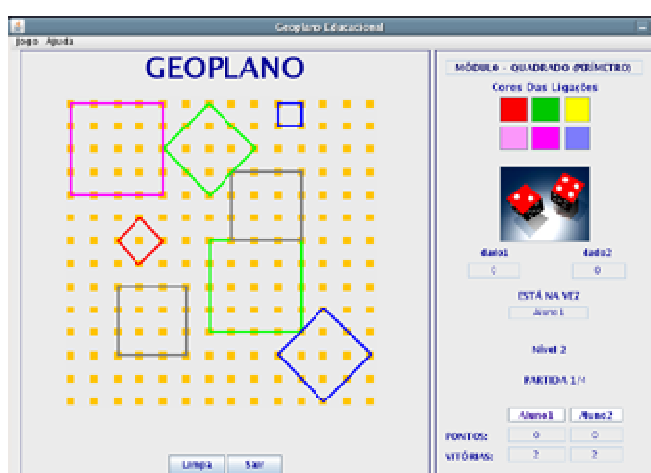 Geoplano Educacional
Jogo Ajuda
GEOPLANO
MÓDULO - QUADRADO (PERÍMETRO)
Cores Das Ligações
dado1 dado2
0 0
ESTÁ NA VEZ
Aluno 1
Nível 2
PARTIDA 1/4
Aluno1 Aluno2
PONTOS: 0 0
VITÓRIAS: 2 2
Limpa Sair